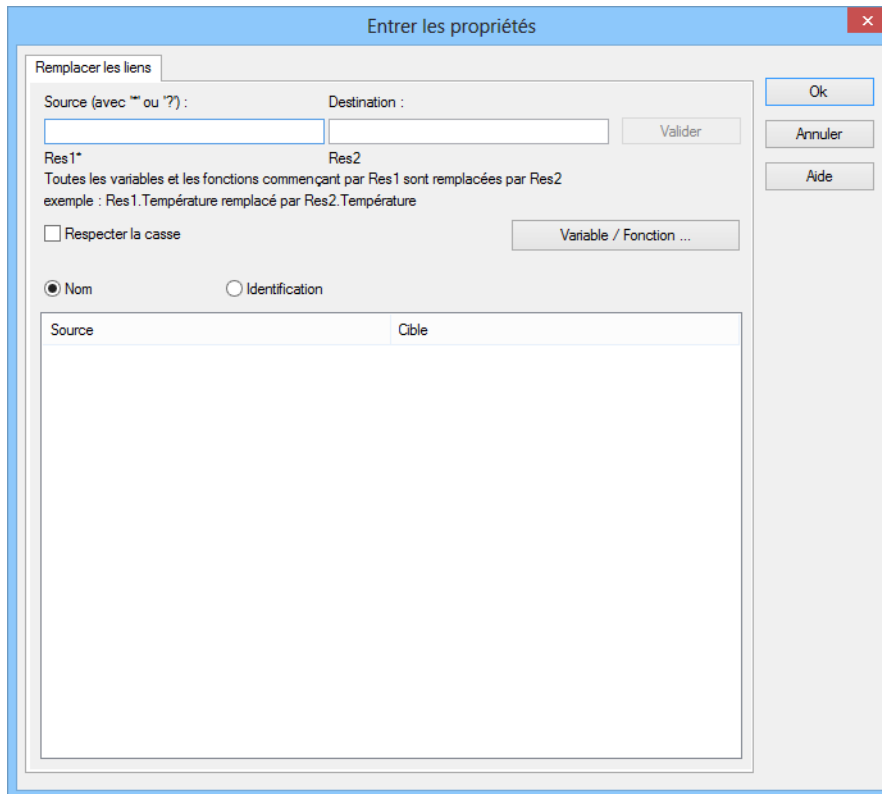 Entrer les propriétés
Remplacer les liens
Source (avec '*' ou '?') :
Destination :
Valider
Res1*
Res2
Toutes les variables et les fonctions commençant par Res1 sont remplacées par Res2
exemple : Res1.Température remplacé par Res2.Température
Respecter la casse
Variable / Fonction ...
Nom
Identification
Source
Cible
Ok
Annuler
Aide